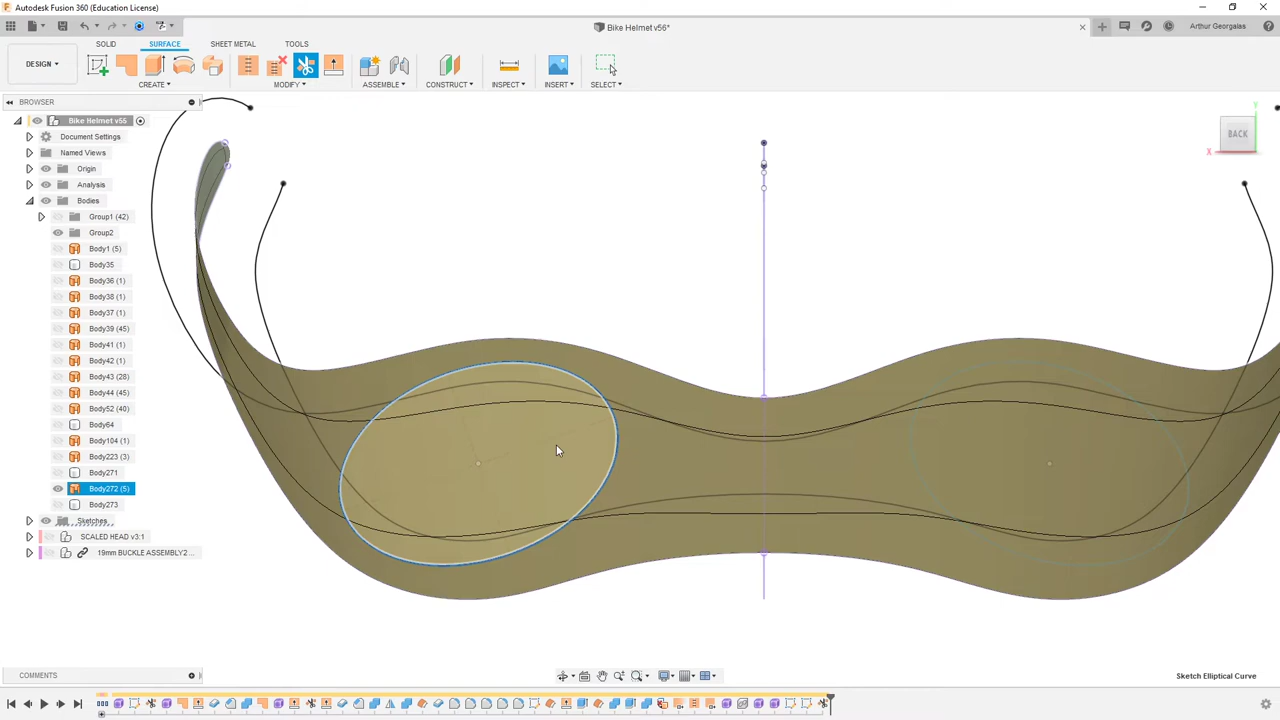 Autodesk Fusion 360 (Education License)
Bike Helmet v56*
Arthur Georgalas
SOLID SURFACE SHEET METAL TOOLS
DESIGN ▾
CREATE ▾ MODIFY ▾ ASSEMBLE ▾ CONSTRUCT ▾ INSPECT ▾ INSERT ▾ SELECT ▾
BROWSER
Bike Helmet v55
Document Settings
Named Views
Origin
Analysis
Bodies
Group1 (42)
Group2
Body1 (5)
Body35
Body36 (1)
Body38 (1)
Body37 (1)
Body39 (45)
Body41 (1)
Body42 (1)
Body43 (28)
Body44 (45)
Body52 (40)
Body64
Body104 (1)
Body223 (3)
Body271
Body272 (5)
Body273
Sketches
SCALED HEAD v3:1
19mm BUCKLE ASSEMBLY2...
Y
BACK
X
COMMENTS
Sketch Elliptical Curve